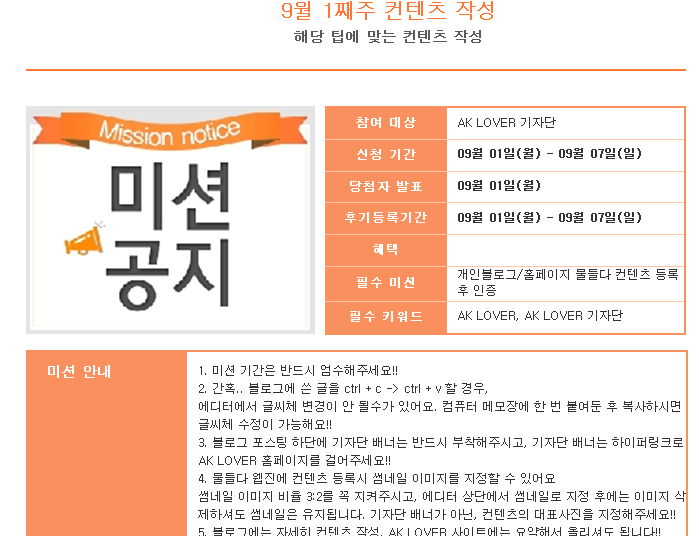 9월 1째주 컨텐츠 작성
해당 팁에 맞는 컨텐츠 작성
Mission notice
미션
공지
참여 대상 AK LOVER 기자단
신청 기간 09월 01일(월) - 09월 07일(일)
당첨자 발표 09월 01일(월)
후기등록기간 09월 01일(월) - 09월 07일(일)
혜택
필수 미션 개인블로그/홈페이지 물들다 컨텐츠 등록
후 인증
필수 키워드 AK LOVER, AK LOVER 기자단
미션 안내
1. 미션 기간은 반드시 엄수해주세요!!
2. 간혹.. 블로그에 쓴 글을 ctrl + c -> ctrl + v 할 경우,
에디터에서 글씨체 변경이 안 될수가 있어요. 컴퓨터 메모장에 한 번 붙여둔 후 복사하시면
글씨체 수정이 가능해요!!
3. 블로그 포스팅 하단에 기자단 배너는 반드시 부착해주시고, 기자단 배너는 하이퍼링크로
AK LOVER 홈페이지를 걸어주세요!!
4. 물들다 웹진에 컨텐츠 등록시 썸네일 이미지를 지정할 수 있어요
썸네일 이미지 비율 3:2를 꼭 지켜주시고, 에디터 상단에서 썸네일로 지정 후에는 이미지 삭
제하셔도 썸네일은 유지됩니다. 기자단 배너가 아닌, 컨텐츠의 대표사진을 지정해주세요!!
5. 블로그에는 자세히 컨텐츠 작성, AK LOVER 사이트에는 요약해서 올리셔도 됩니다!!